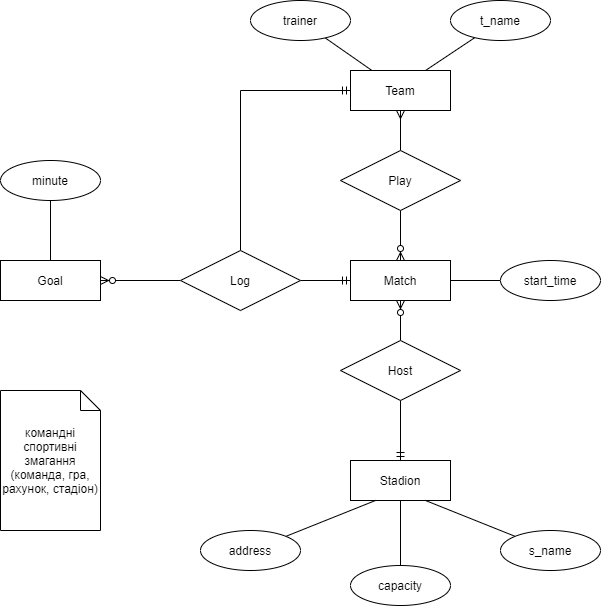 trainer
t_name
Team
minute
Play
Goal
Log
Match
start_time
Host
командні
спортивні
змагання
(команда, гра,
рахунок, стадіон)
Stadion
address
s_name
capacity